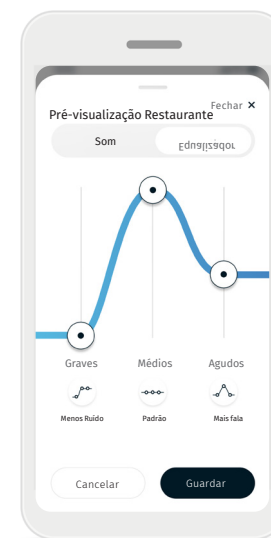 Fechar ×
Pré-visualização Restaurante
Som Equalizador
Graves Médios Agudos
Menos Ruído Padrão Mais fala
Cancelar Guardar